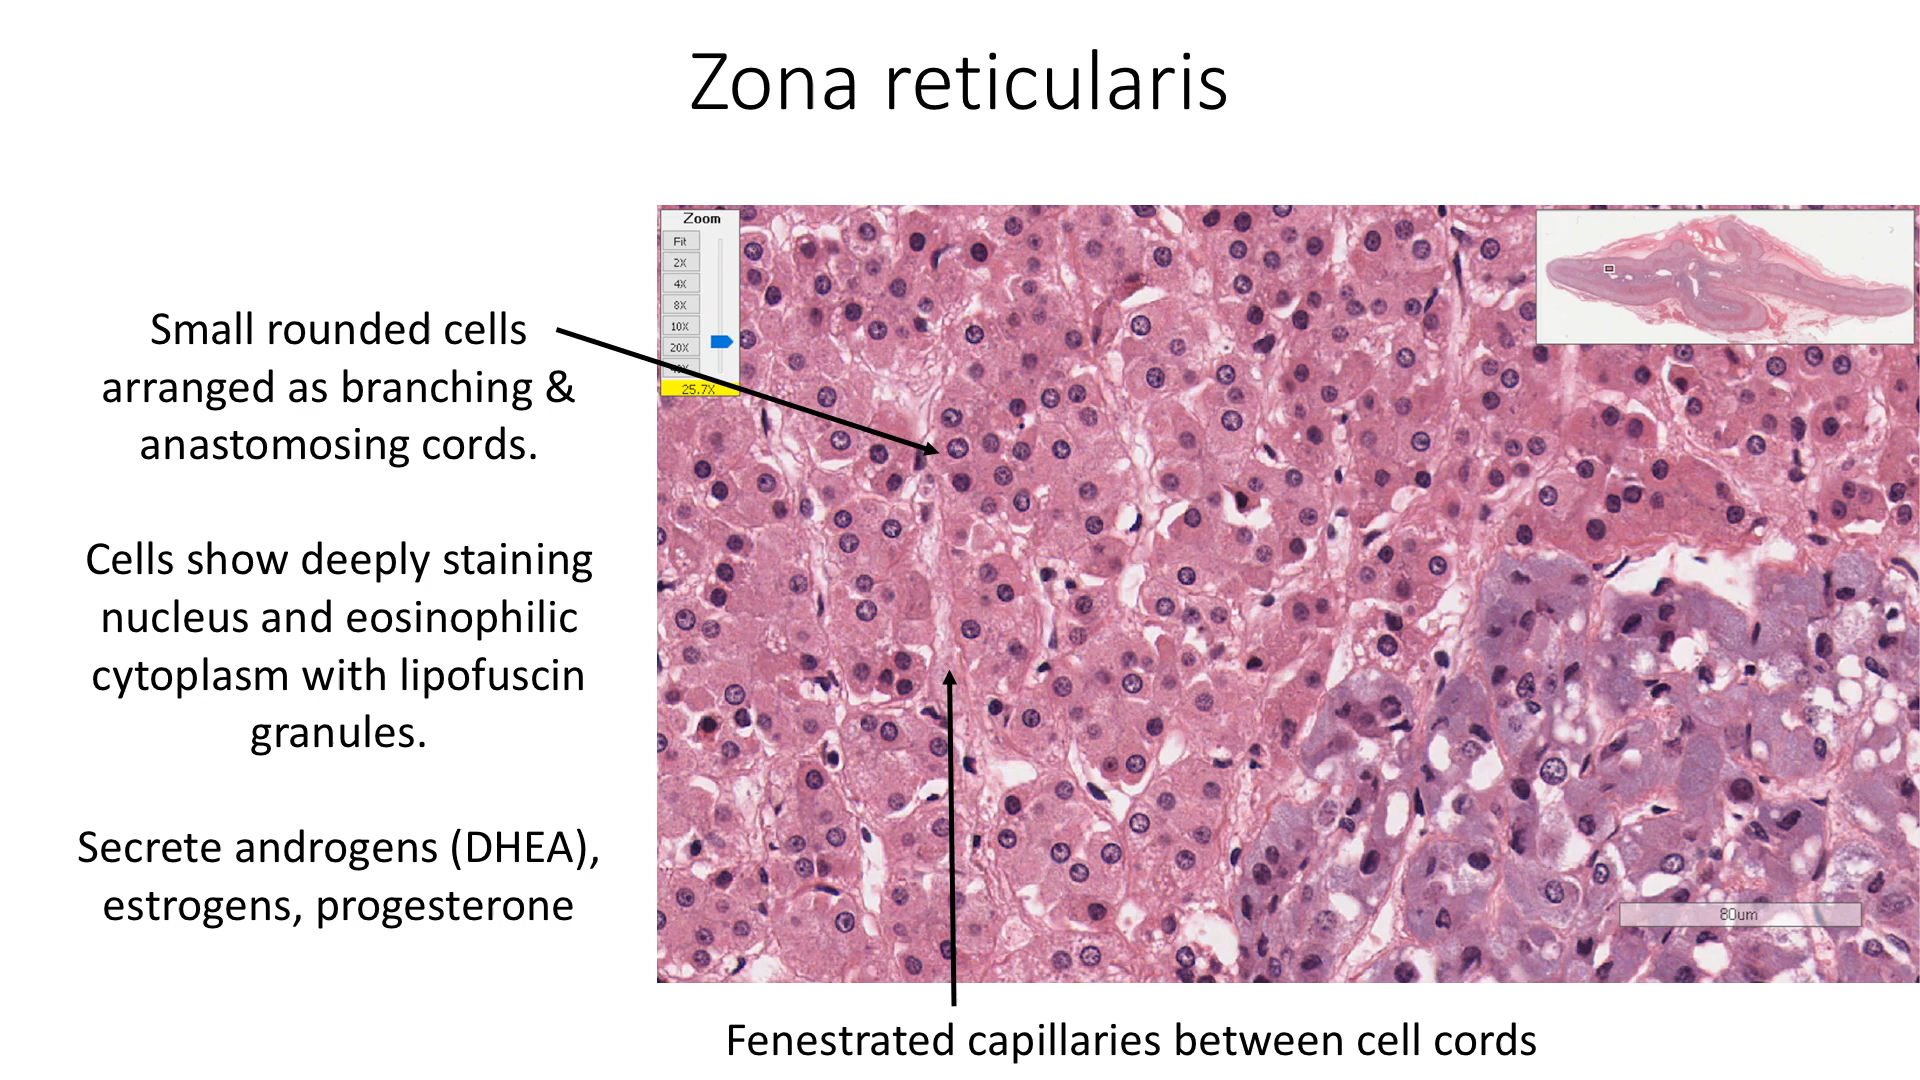 Zona reticularis
Zoom
Fit
2X
4X
8X
10X
20X
25.7X
Small rounded cells
arranged as branching &
anastomosing cords.
Cells show deeply staining
nucleus and eosinophilic
cytoplasm with lipofuscin
granules.
Secrete androgens (DHEA),
estrogens, progesterone
80um
Fenestrated capillaries between cell cords